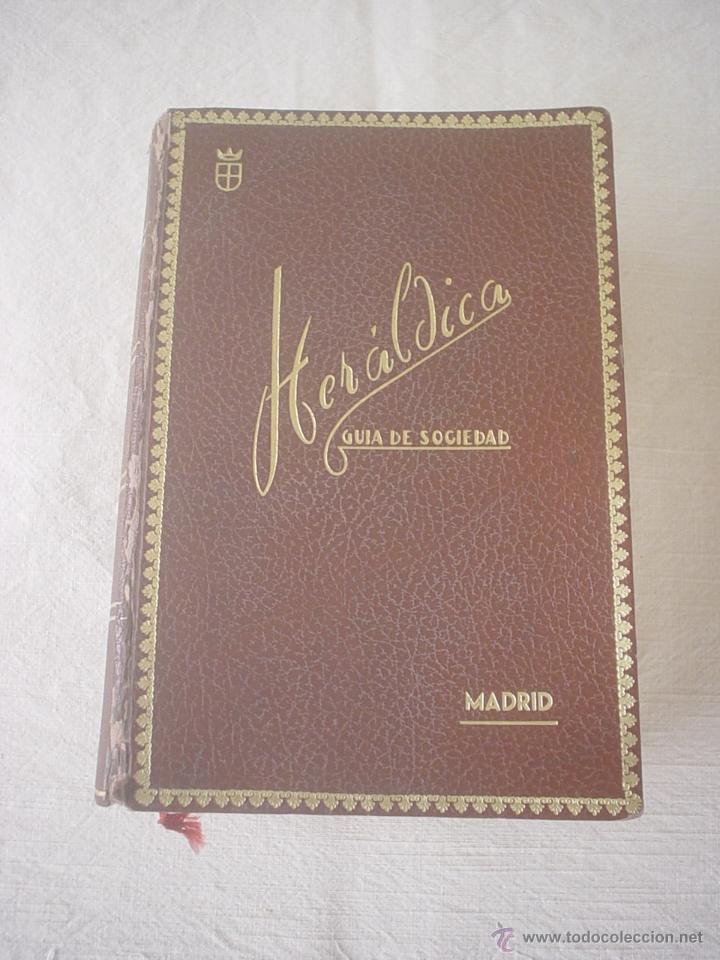 Heráldica
GUIA DE SOCIEDAD
MADRID
www.todocoleccion.net